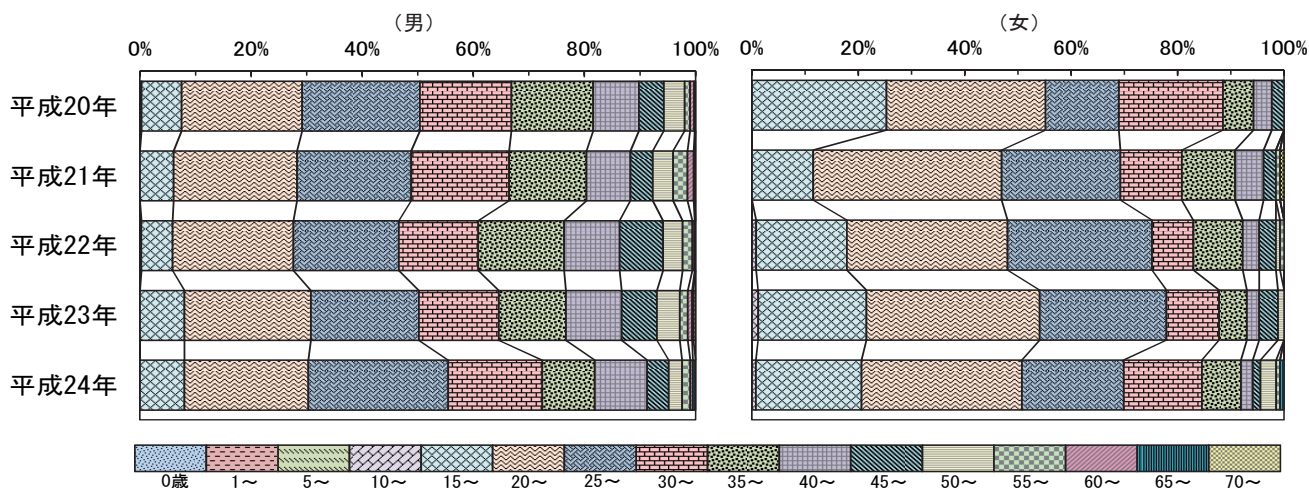 （男） （女）
0% 20% 40% 60% 80% 100% 0% 20% 40% 60% 80% 100%
平成20年
平成21年
平成22年
平成23年
平成24年
0歳 1～ 5～ 10～ 15～ 20～ 25～ 30～ 35～ 40～ 45～ 50～ 55～ 60～ 65～ 70～